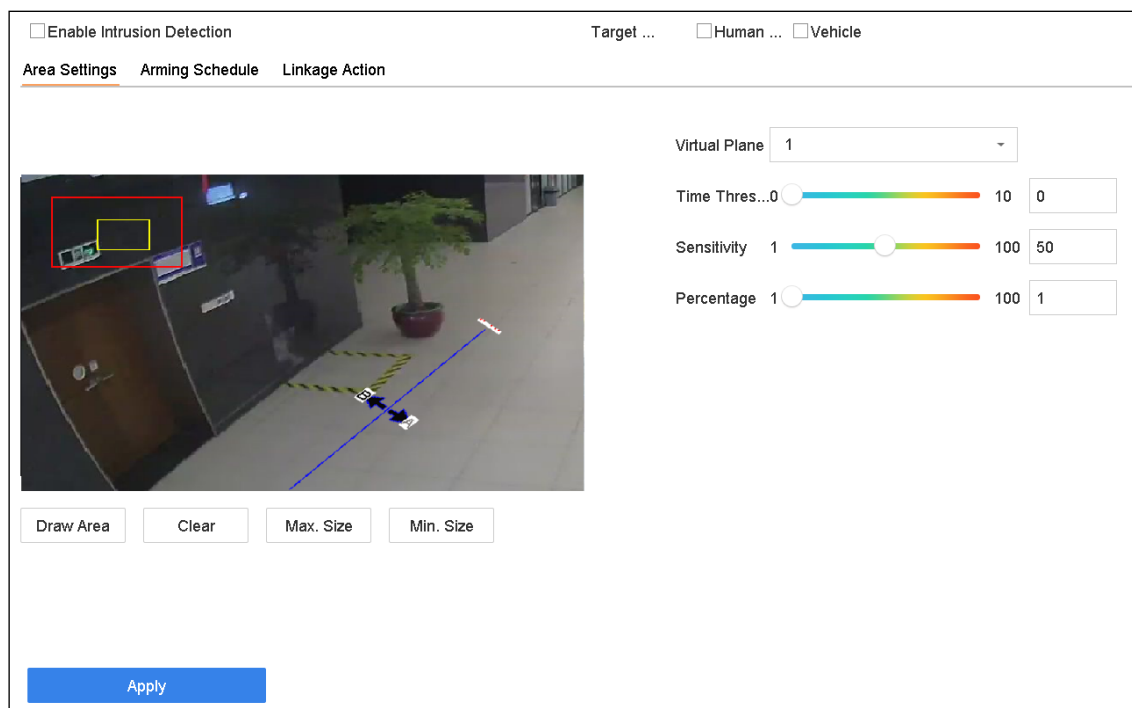 Enable Intrusion Detection Target ... Human ... Vehicle
Area Settings Arming Schedule Linkage Action
Virtual Plane 1
Time Thres...0 10 0
Sensitivity 1 100 50
Percentage 1 100 1
B
A
Draw Area Clear Max. Size Min. Size
Apply